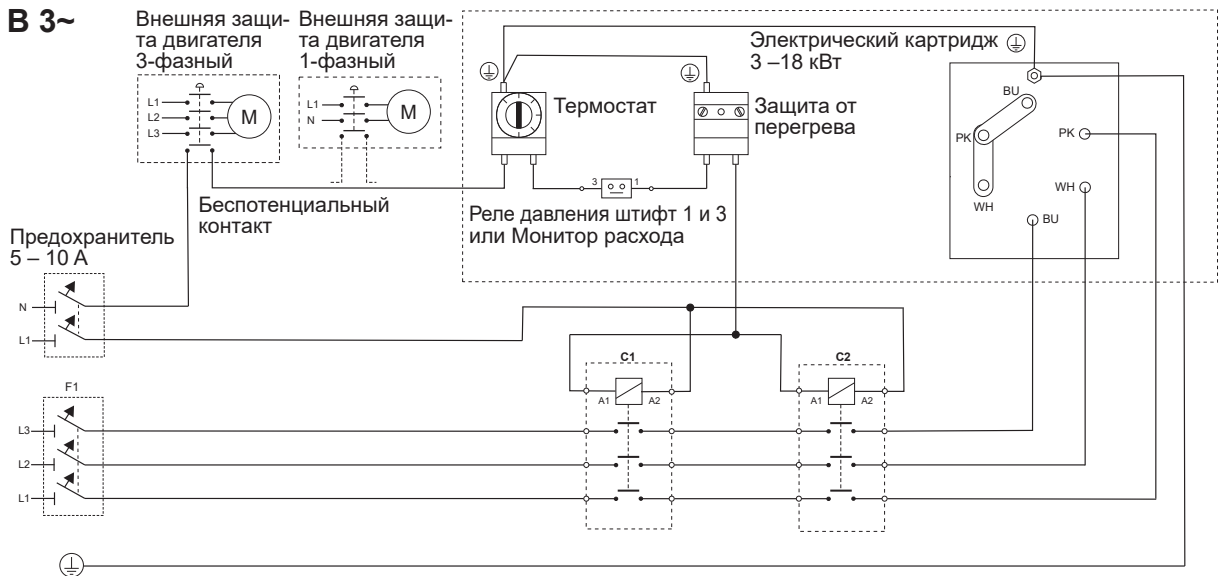 В 3~
Внешняя защи-
та двигателя
3-фазный
Внешняя защи-
та двигателя
1-фазный
Электрический картридж
3 –18 кВт
L1
L2
L3
M
L1
N
M
Термостат
Защита от
перегрева
BU
PK
WH
PK
WH
BU
3
1
Беспотенциальный
контакт
Реле давления штифт 1 и 3
или Монитор расхода
Предохранитель
5 – 10 А
N
L1
C1
C2
A1
A2
A1
A2
F1
L3
L2
L1